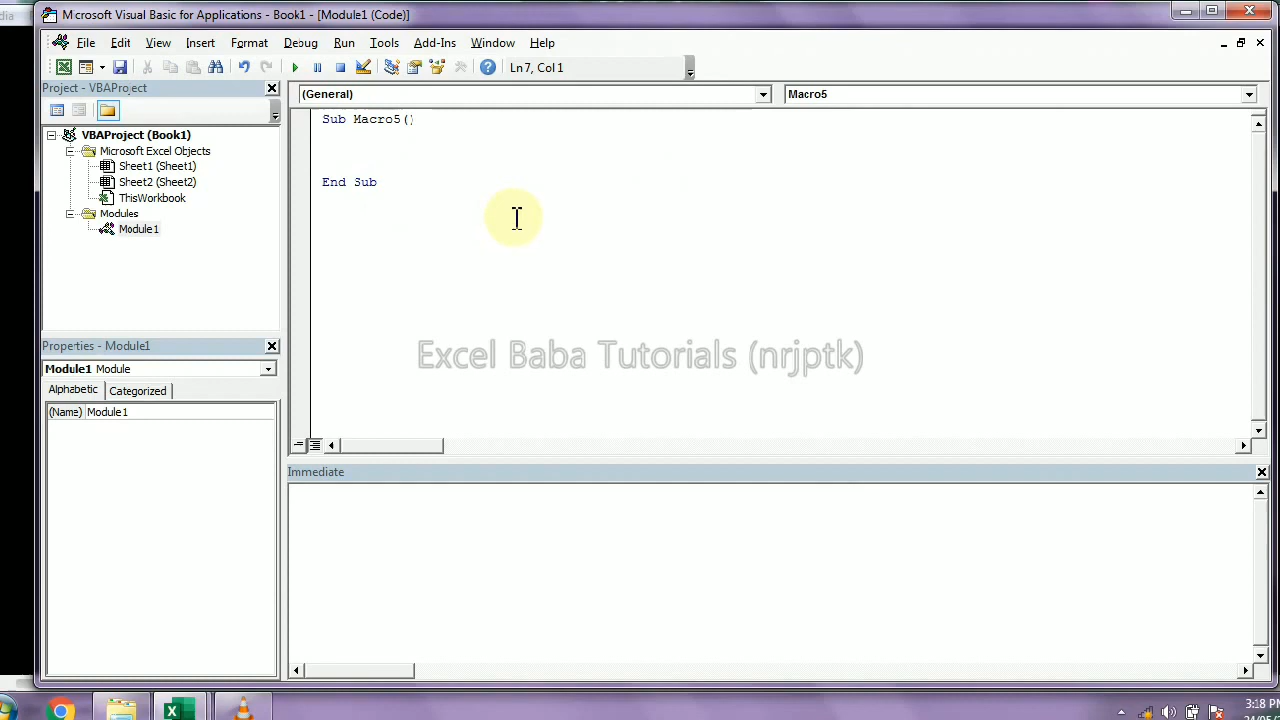 dia
Microsoft Visual Basic for Applications - Book1 - [Module1 (Code)]
File Edit View Insert Format Debug Run Tools Add-Ins Window Help
Ln 7, Col 1
Project - VBAProject
(General)
Macro5
VBAProject (Book1)
Microsoft Excel Objects
Sheet1 (Sheet1)
Sheet2 (Sheet2)
ThisWorkbook
Modules
Module1
Sub Macro5()
End Sub
Excel Baba Tutorials (nrjptk)
Properties - Module1
Module1 Module
Alphabetic Categorized
(Name) Module1
Immediate
3:18 PM